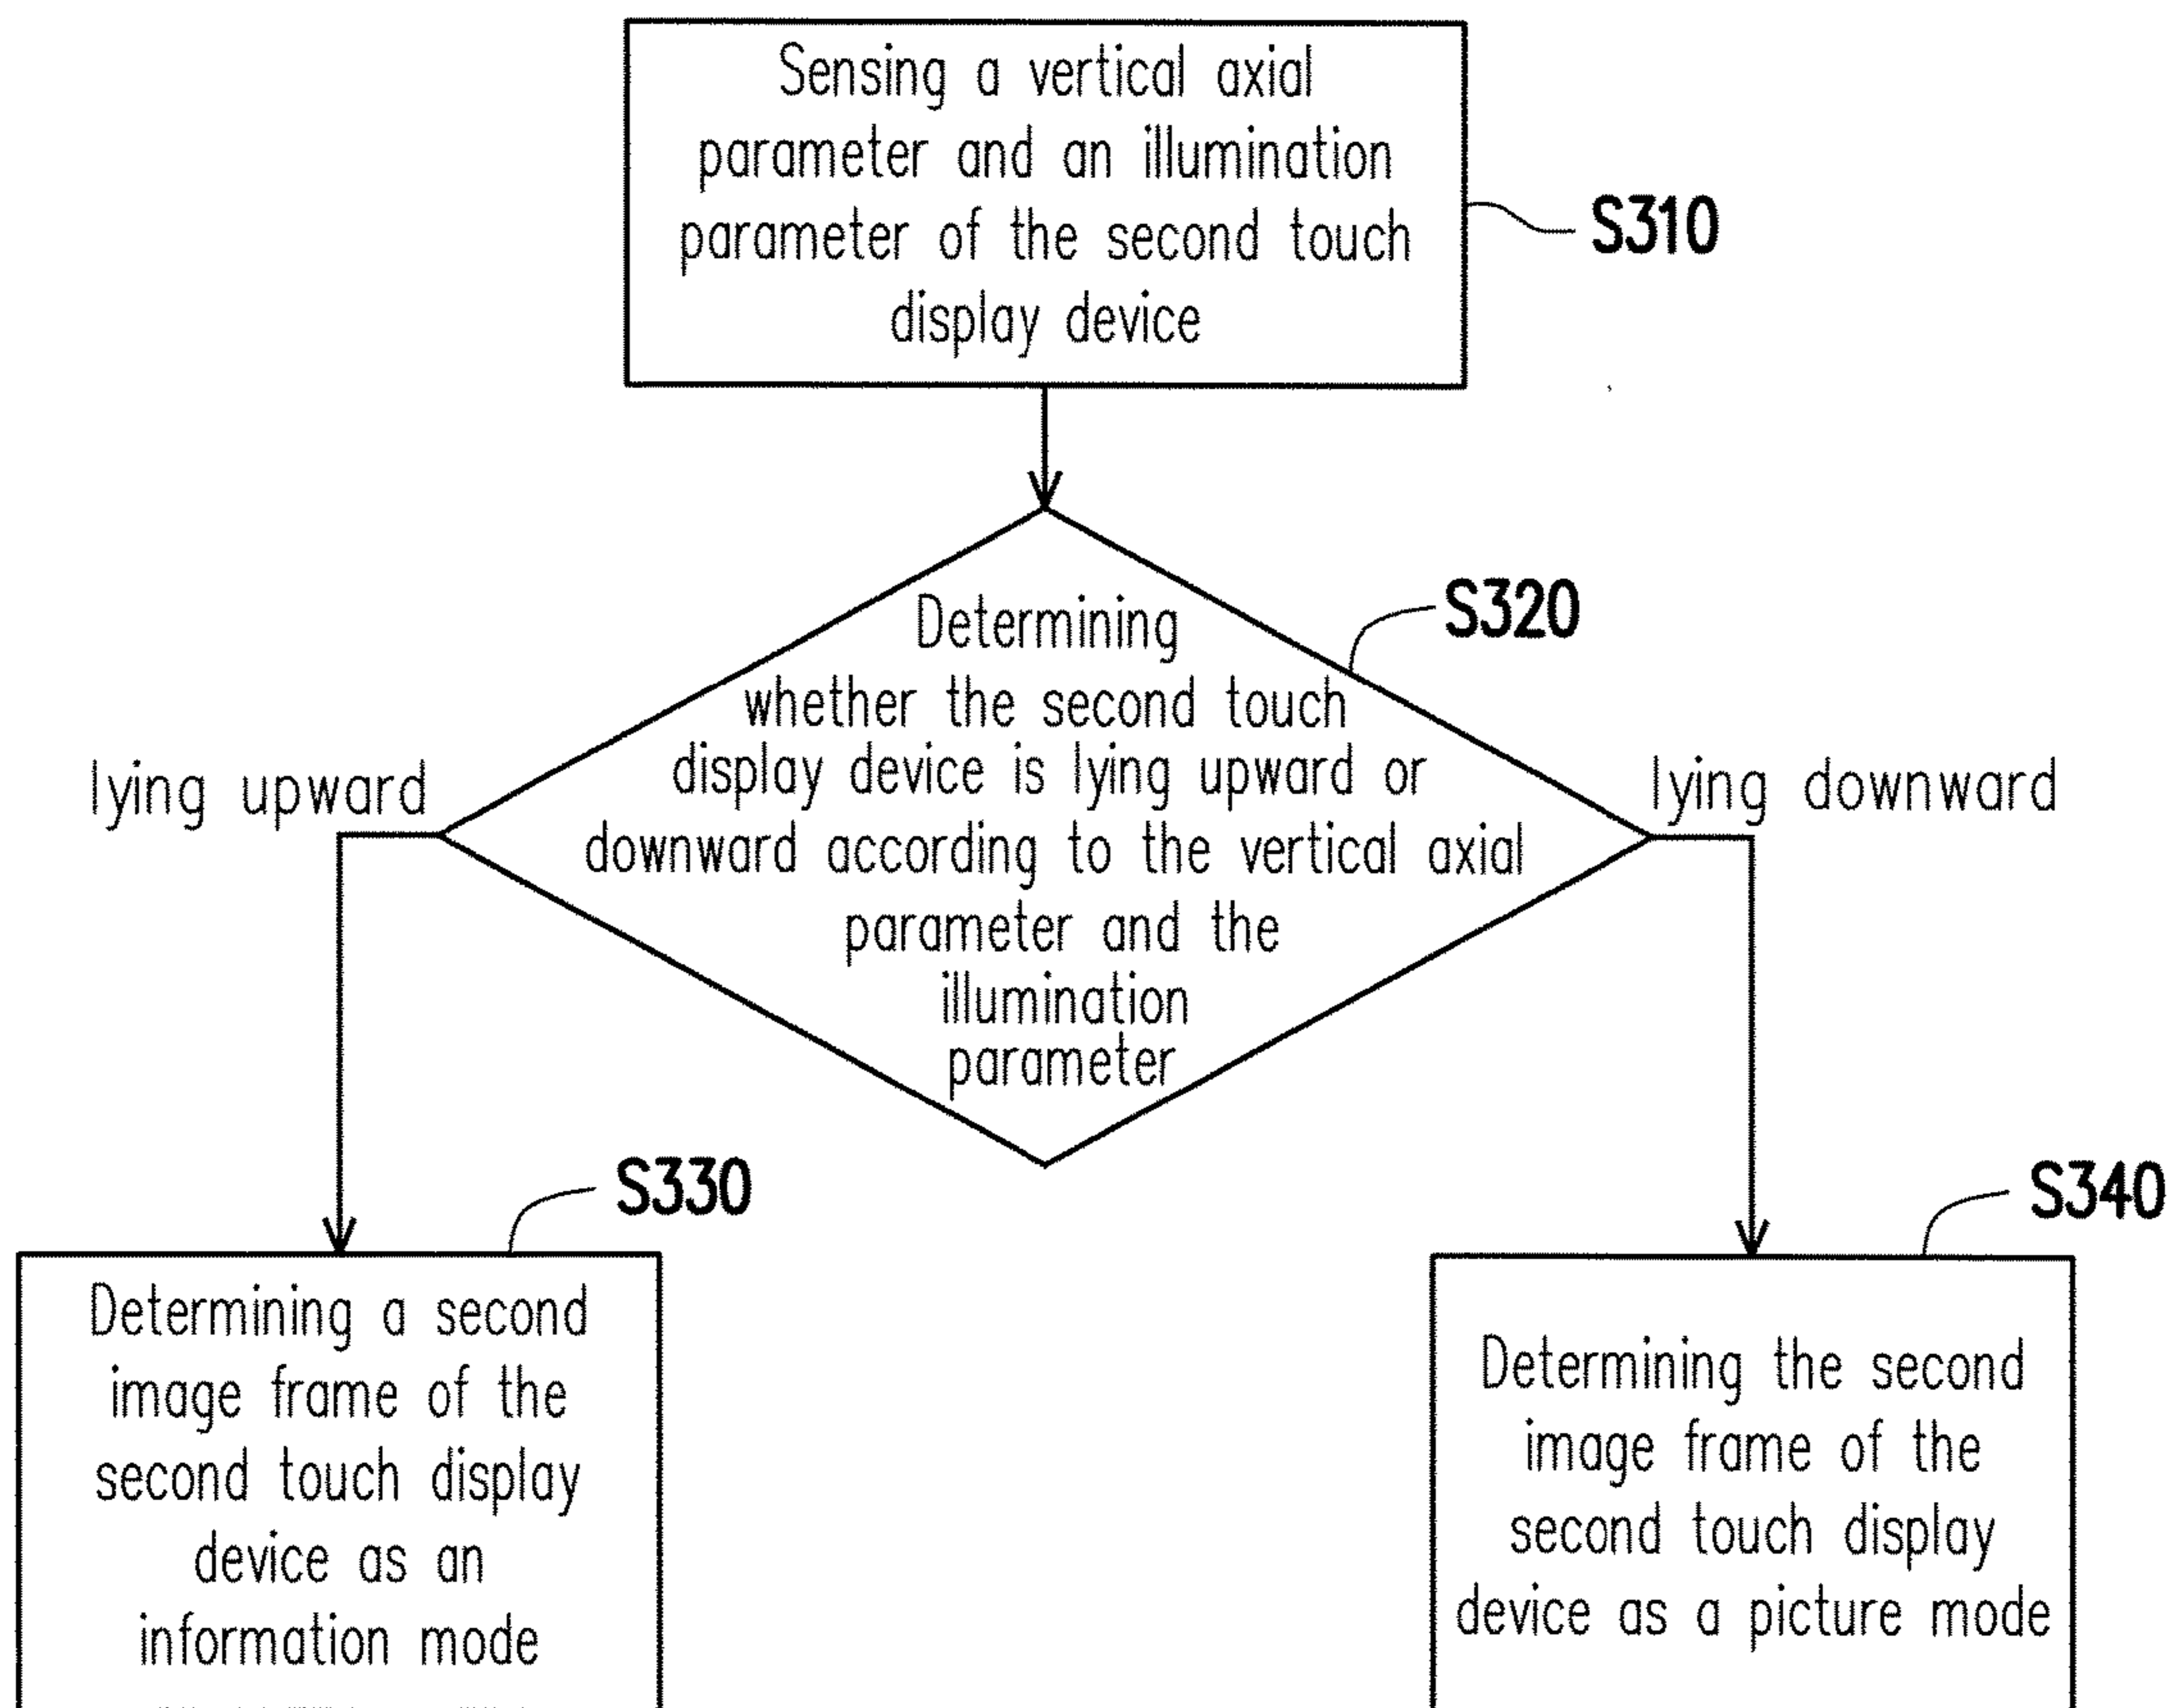 Sensing a vertical axial
parameter and an illumination
parameter of the second touch
display device
S310
Determining
whether the second touch
display device is lying upward or
downward according to the vertical axial
parameter and the
illumination
parameter
S320
lying upward
lying downward
S330
Determining a second
image frame of the
second touch display
device as an
information mode
S340
Determining the second
image frame of the
second touch display
device as a picture mode